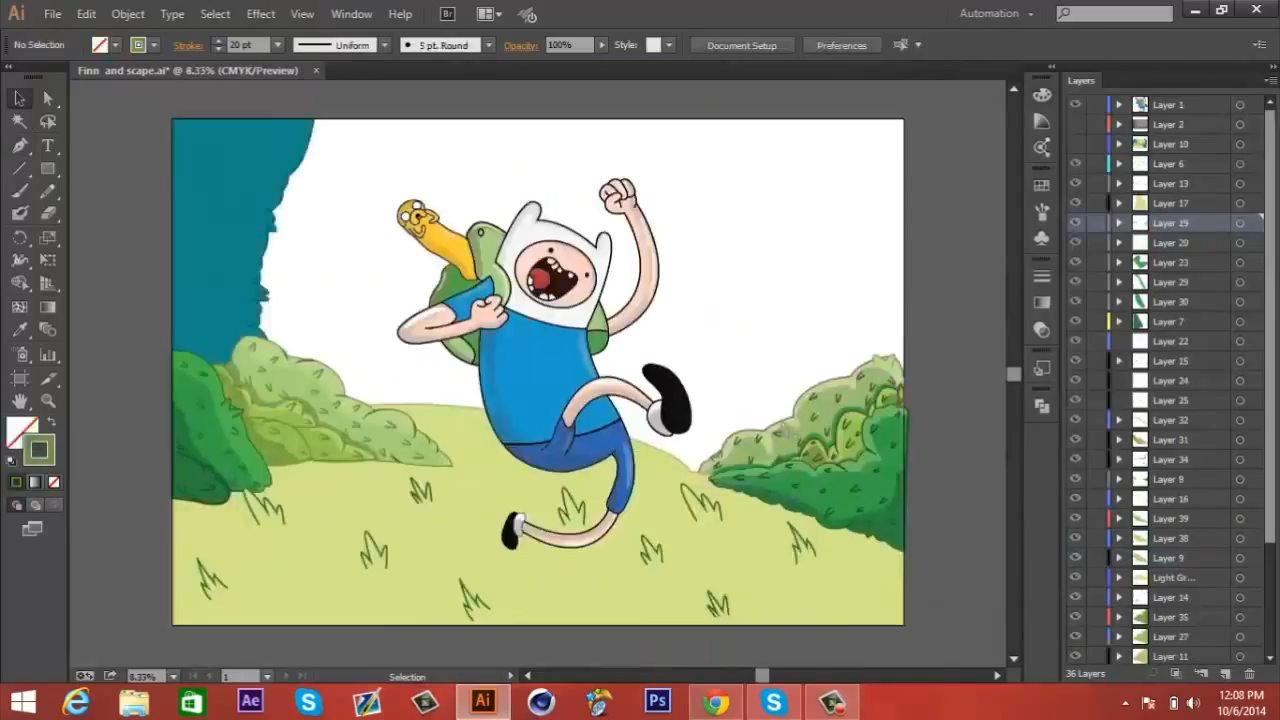 Ai File Edit Object Type Select Effect View Window Help Br Automation
No Selection Stroke: 20 pt Uniform 5 pt. Round Opacity: 100% Style: Document Setup Preferences
Finn and scape.ai* @ 8.33% (CMYK/Preview) ×
Layers
Layer 1
Layer 2
Layer 10
Layer 6
Layer 13
Layer 17
Layer 19
Layer 20
Layer 23
Layer 29
Layer 30
Layer 7
Layer 22
Layer 15
Layer 24
Layer 25
Layer 32
Layer 31
Layer 34
Layer 8
Layer 16
Layer 39
Layer 38
Layer 9
Light Gr...
Layer 14
Layer 35
Layer 27
Layer 11
36 Layers
8.33% 1 Selection
Ae Ai Ps
12:08 PM
10/6/2014